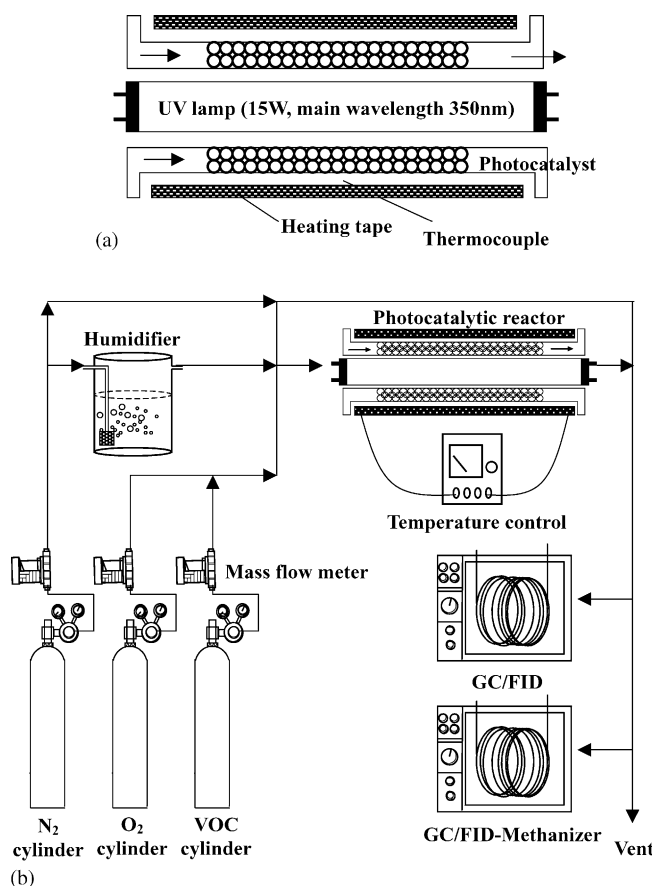 UV lamp (15W, main wavelength 350nm)
Photocatalyst
Heating tape
Thermocouple
(a)
Humidifier
Photocatalytic reactor
Temperature control
Mass flow meter
GC/FID
GC/FID-Methanizer
N₂
cylinder
O₂
cylinder
VOC
cylinder
Vent
(b)